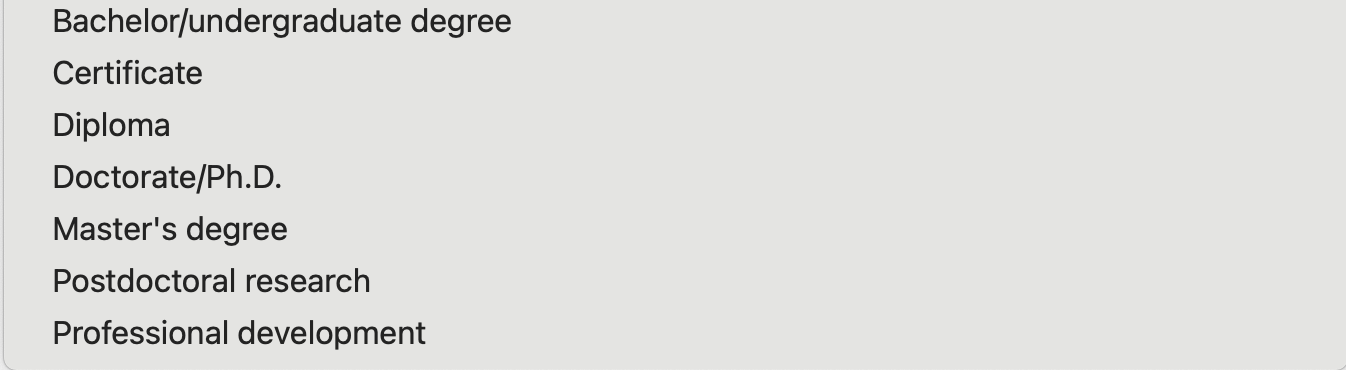 Bachelor/undergraduate degree
Certificate
Diploma
Doctorate/Ph.D.
Master's degree
Postdoctoral research
Professional development